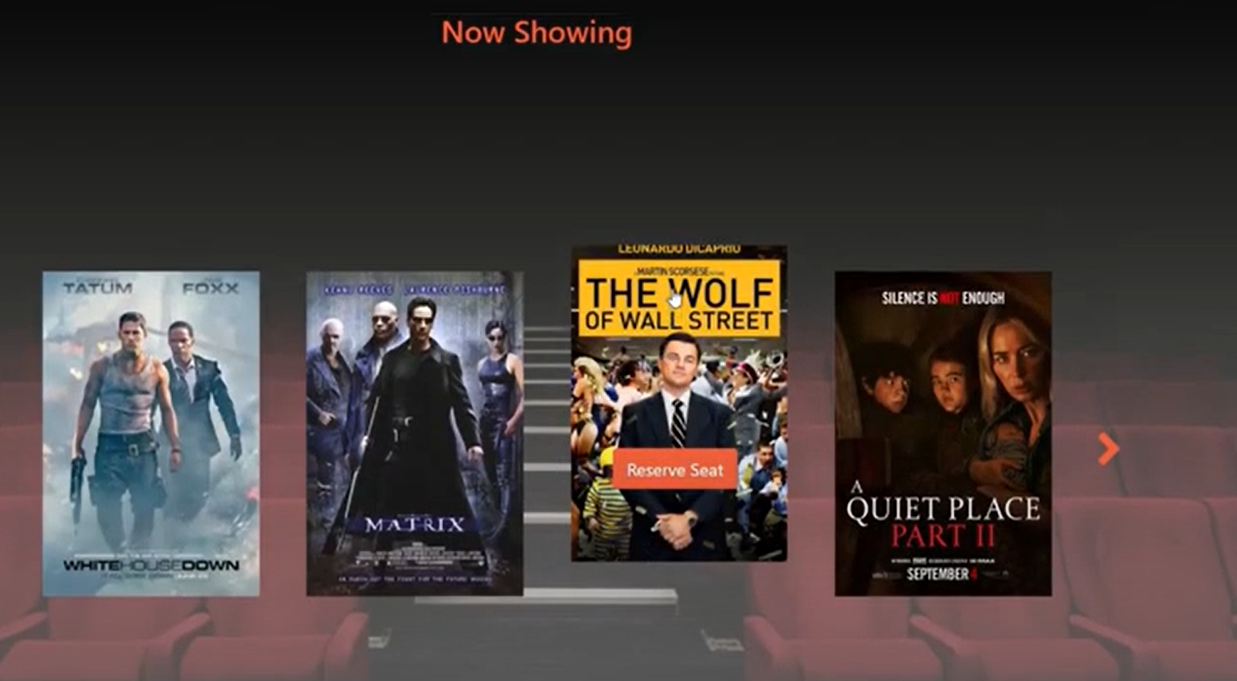 Now Showing
TATUM FOXX
WHITEHOUSEDOWN
KEANU REEVES LAURENCE FISHBURNE
MATRIX
LEONARDO DICAPRIO
A MARTIN SCORSESE PICTURE
THE WOLF
OF WALL STREET
Reserve Seat
SILENCE IS NOT ENOUGH
A
QUIET PLACE
PART II
SEPTEMBER 4